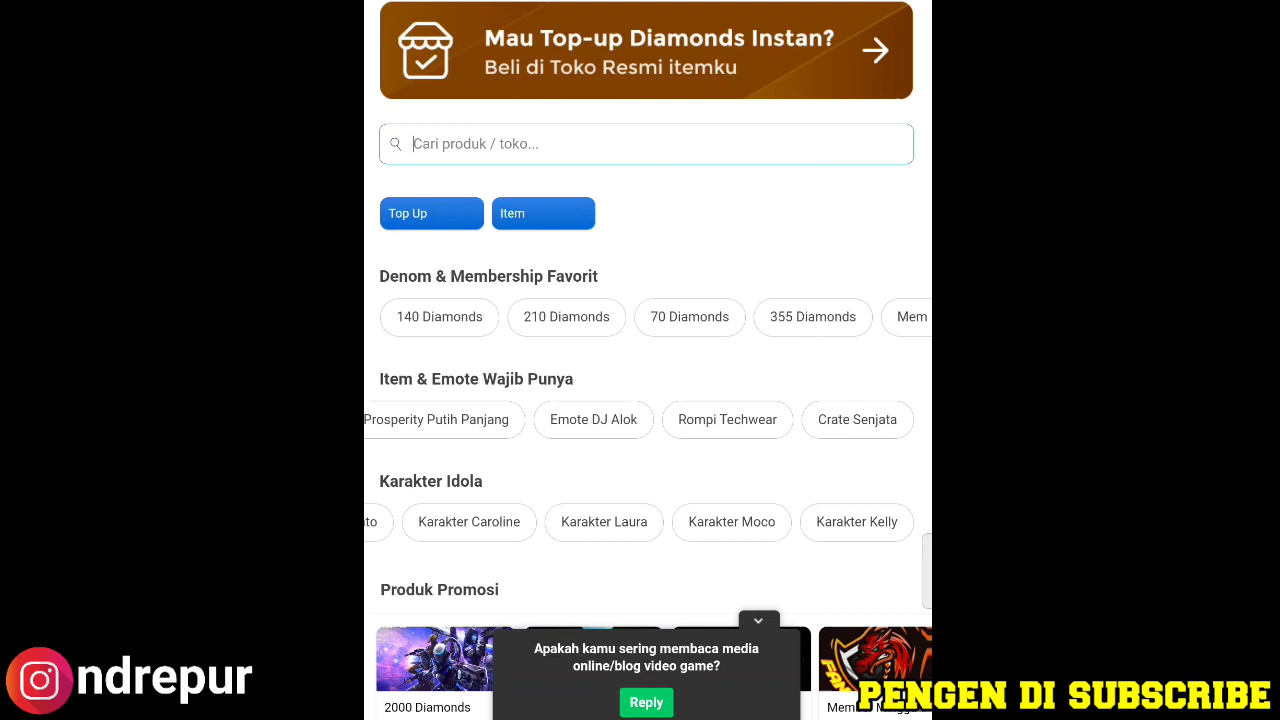 Mau Top-up Diamonds Instan?
Beli di Toko Resmi itemku
Cari produk / toko...
Top Up Item
Denom & Membership Favorit
140 Diamonds 210 Diamonds 70 Diamonds 355 Diamonds Mem
Item & Emote Wajib Punya
Prosperity Putih Panjang Emote DJ Alok Rompi Techwear Crate Senjata
Karakter Idola
Karakter Caroline Karakter Laura Karakter Moco Karakter Kelly
Produk Promosi
Apakah kamu sering membaca media
online/blog video game?
Reply
2000 Diamonds
ndrepur
PENGEN DI SUBSCRIBE